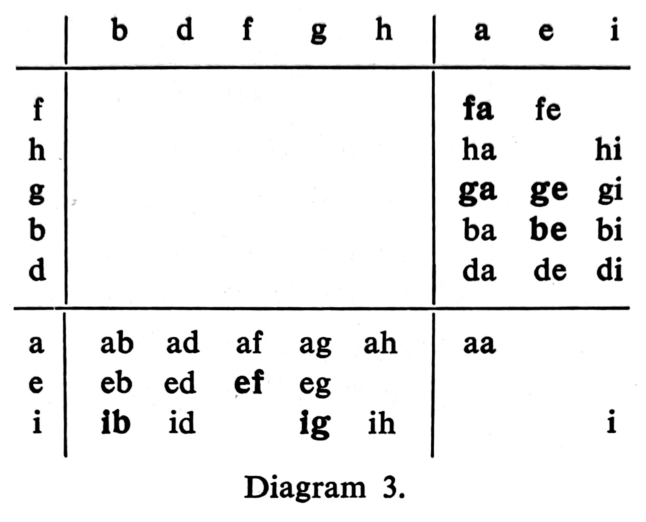 b d f g h a e i
f fa fe
h ha hi
g ga ge gi
b ba be bi
d da de di
a ab ad af ag ah aa
e eb ed ef eg
i ib id ig ih i
Diagram 3.